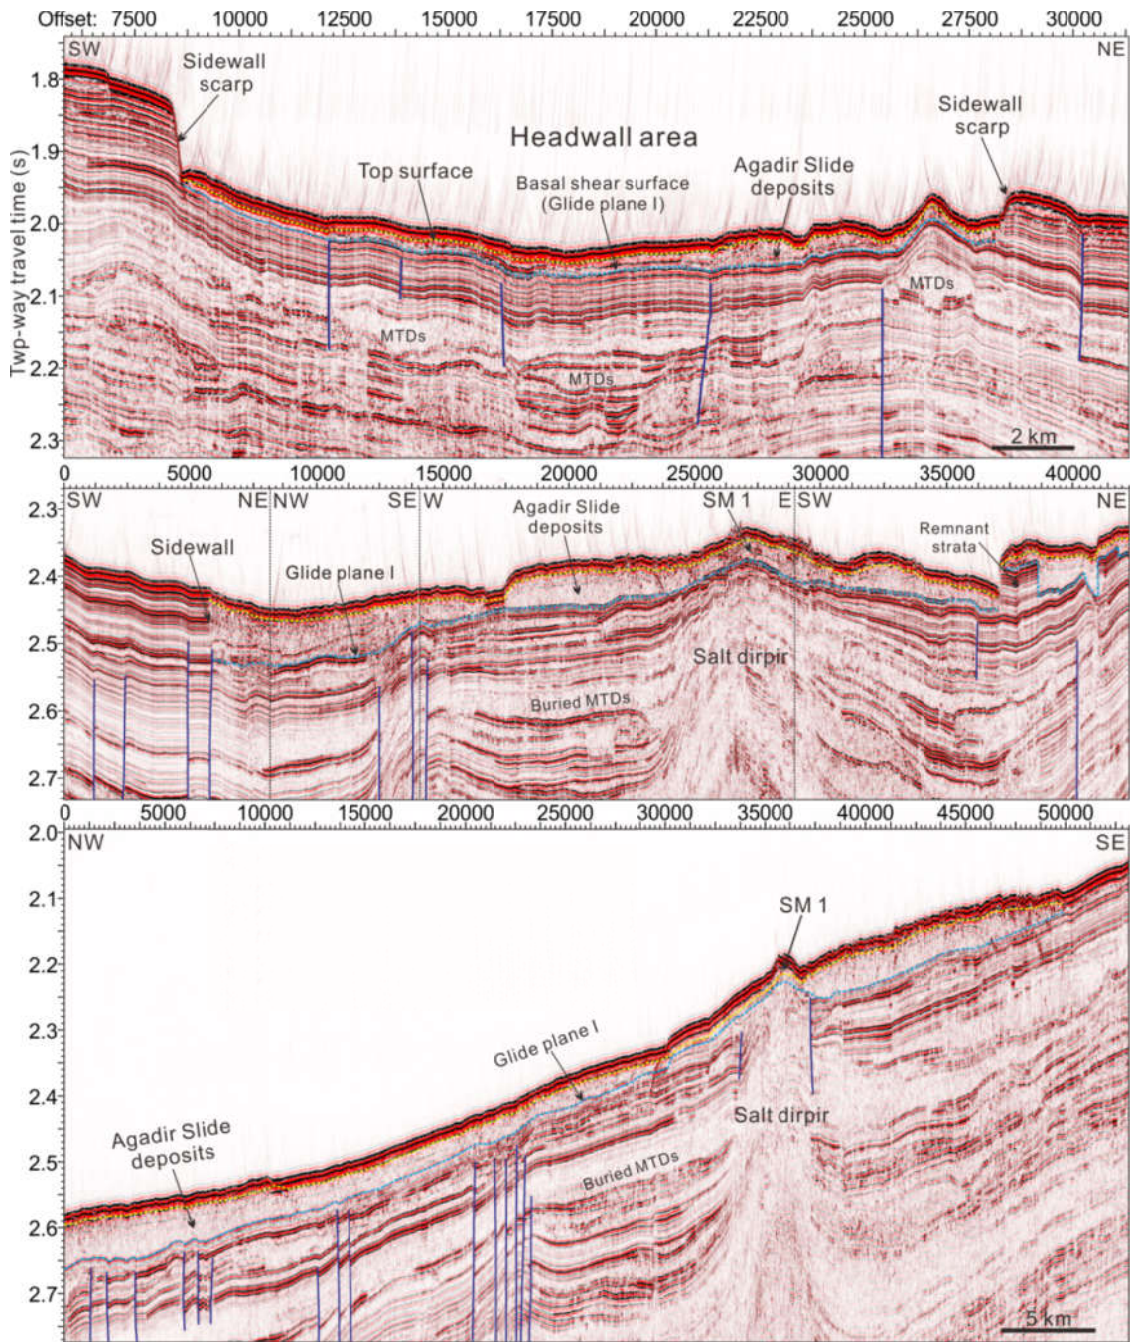 Offset: 7500 10000 12500 15000 17500 20000 22500 25000 27500 30000
SW NE
Sidewall
scarp
Sidewall
scarp
Headwall area
Top surface
Basal shear surface
(Glide plane I)
Agadir Slide
deposits
MTDs
MTDs
MTDs
Twp-way travel time (s)
1.8
1.9
2.0
2.1
2.2
2.3
2 km
0 5000 10000 15000 20000 25000 30000 35000 40000
SW NE NW SE W E SW NE
Sidewall
Glide plane I
Agadir Slide
deposits
SM 1
Remnant
strata
Salt dirpir
Buried MTDs
2.3
2.4
2.5
2.6
2.7
0 5000 10000 15000 20000 25000 30000 35000 40000 45000 50000
NW SE
SM 1
Glide plane I
Agadir Slide
deposits
Salt dirpir
Buried MTDs
2.0
2.1
2.2
2.3
2.4
2.5
2.6
2.7
5 km